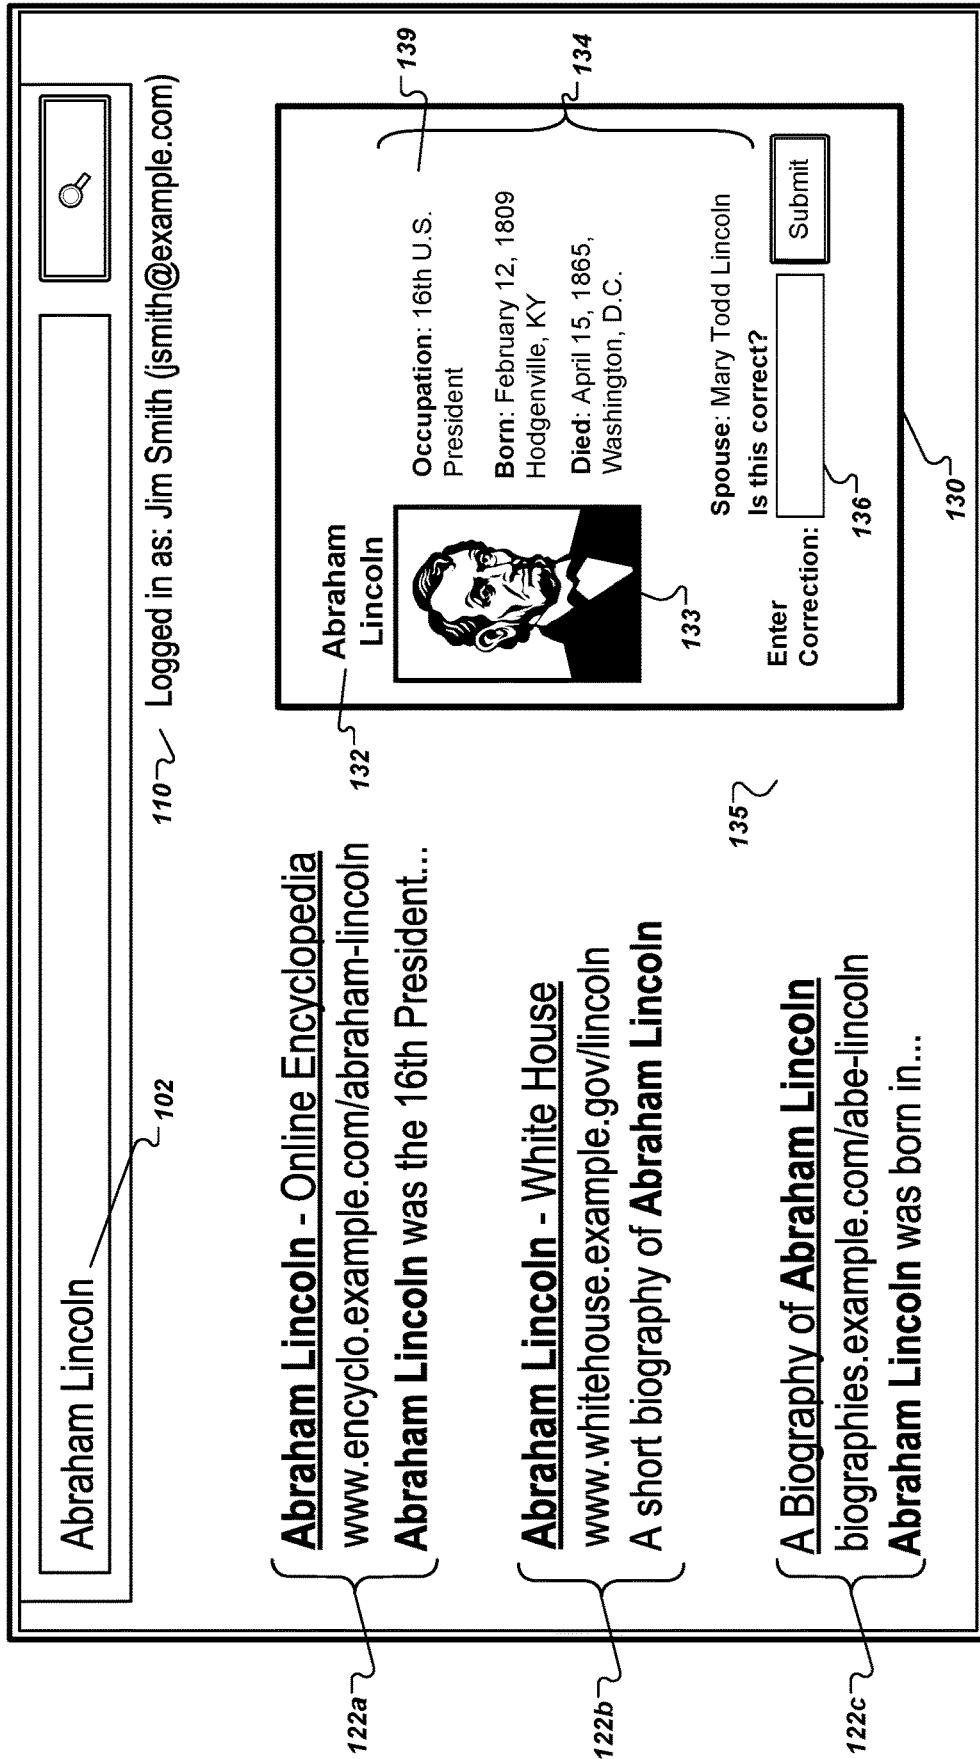 Abraham Lincoln
102
110
Logged in as: Jim Smith (jsmith@example.com)
122a
Abraham Lincoln - Online Encyclopedia
www.encyclo.example.com/abraham-lincoln
Abraham Lincoln was the 16th President...
122b
Abraham Lincoln - White House
www.whitehouse.example.gov/lincoln
A short biography of Abraham Lincoln
122c
A Biography of Abraham Lincoln
biographies.example.com/abe-lincoln
Abraham Lincoln was born in...
132
Abraham
Lincoln
133
139
Occupation: 16th U.S.
President
Born: February 12, 1809
Hodgenville, KY
Died: April 15, 1865,
Washington, D.C.
134
135
Spouse: Mary Todd Lincoln
Is this correct?
Enter
Correction:
Submit
136
130